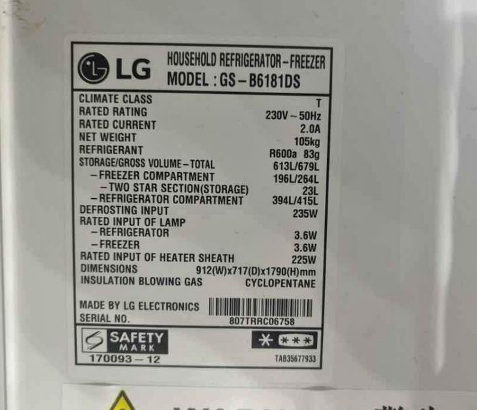 LG
HOUSEHOLD REFRIGERATOR-FREEZER
MODEL : GS-B6181DS
CLIMATE CLASS T
RATED RATING 230V ~ 50Hz
RATED CURRENT 2.0A
NET WEIGHT 105kg
REFRIGERANT R600a 83g
STORAGE/GROSS VOLUME-TOTAL 613L/679L
-FREEZER COMPARTMENT 196L/264L
-TWO STAR SECTION(STORAGE) 23L
-REFRIGERATOR COMPARTMENT 394L/415L
DEFROSTING INPUT 235W
RATED INPUT OF LAMP
-REFRIGERATOR 3.6W
-FREEZER 3.6W
RATED INPUT OF HEATER SHEATH 225W
DIMENSIONS 912(W)x717(D)x1790(H)mm
INSULATION BLOWING GAS CYCLOPENTANE
MADE BY LG ELECTRONICS
SERIAL NO. 807TRRC06758
SAFETY
MARK
170093-12
TAB35677933